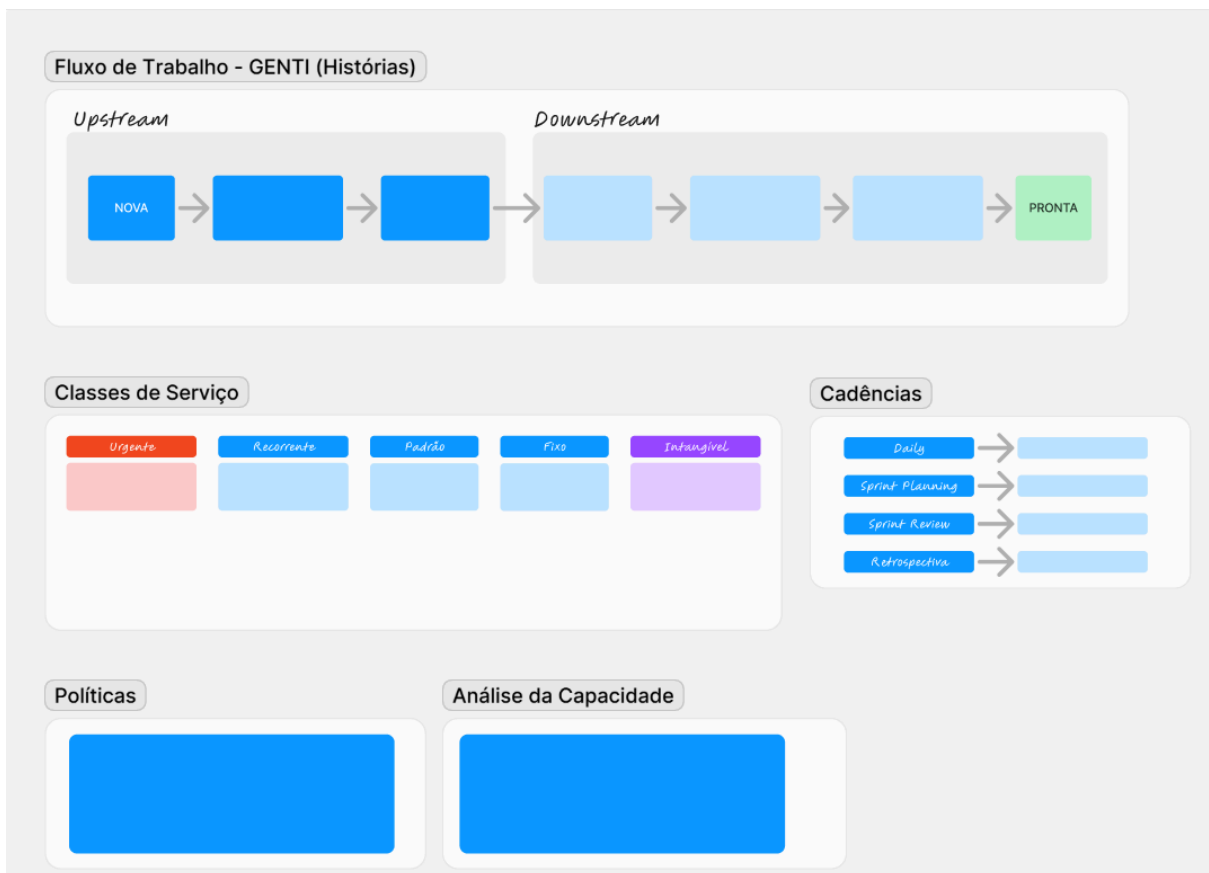 Fluxo de Trabalho - GENTI (Histórias)
Upstream
Downstream
NOVA
PRONTA
Classes de Serviço
Urgente
Recorrente
Padrão
Fixo
Intangível
Cadências
Daily
Sprint Planning
Sprint Review
Retrospectiva
Políticas
Análise da Capacidade